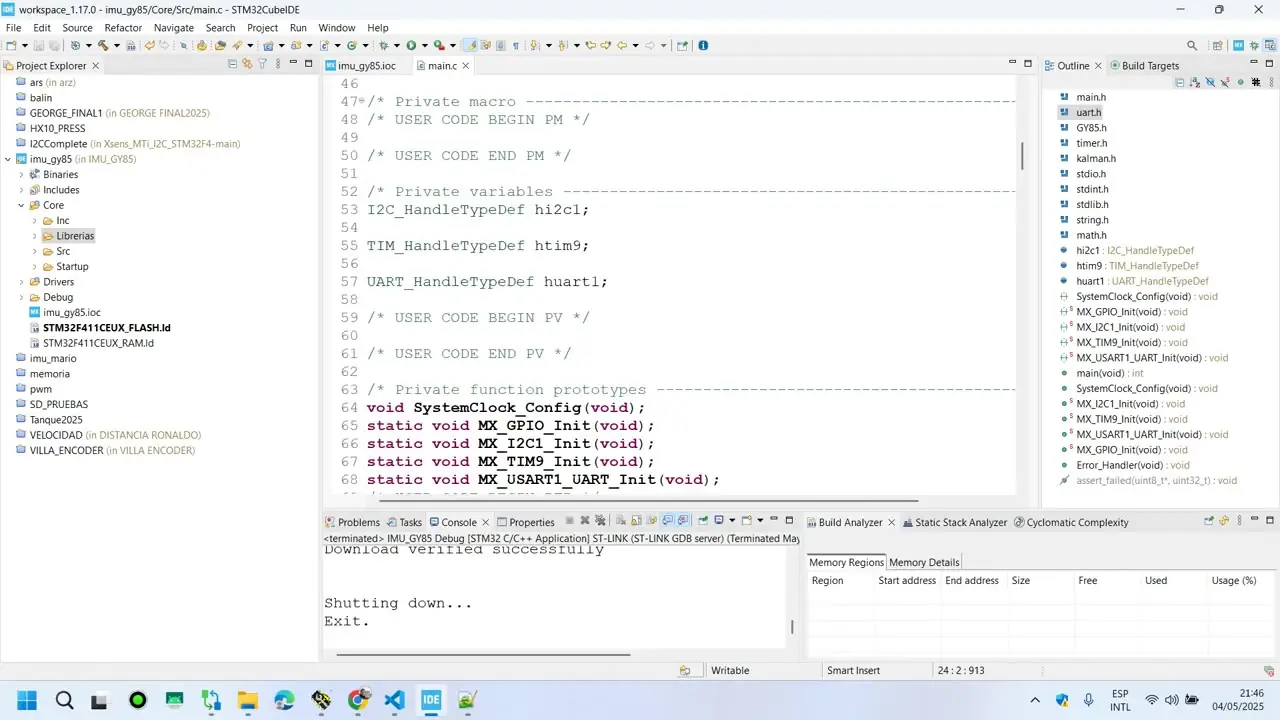 workspace_1.17.0 - imu_gy85/Core/Src/main.c - STM32CubeIDE
File Edit Source Refactor Navigate Search Project Run Window Help
Project Explorer
ars (in arz)
balin
GEORGE_FINAL1 (in GEORGE FINAL2025)
HX10_PRESS
I2CComplete (in Xsens_MTi_I2C_STM32F4-main)
imu_gy85 (in IMU_GY85)
Binaries
Includes
Core
Inc
Librerias
Src
Startup
Drivers
Debug
imu_gy85.ioc
STM32F411CEUX_FLASH.ld
STM32F411CEUX_RAM.ld
imu_mario
memoria
pwm
SD_PRUEBAS
Tanque2025
VELOCIDAD (in DISTANCIA RONALDO)
VILLA_ENCODER (in VILLA ENCODER)
imu_gy85.ioc main.c
46
47 /* Private macro ------------------------------------------------------
48 /* USER CODE BEGIN PM */
49
50 /* USER CODE END PM */
51
52 /* Private variables --------------------------------------------------
53 I2C_HandleTypeDef hi2c1;
54
55 TIM_HandleTypeDef htim9;
56
57 UART_HandleTypeDef huart1;
58
59 /* USER CODE BEGIN PV */
60
61 /* USER CODE END PV */
62
63 /* Private function prototypes ----------------------------------------
64 void SystemClock_Config(void);
65 static void MX_GPIO_Init(void);
66 static void MX_I2C1_Init(void);
67 static void MX_TIM9_Init(void);
68 static void MX_USART1_UART_Init(void);
Outline Build Targets
main.h
uart.h
GY85.h
timer.h
kalman.h
stdio.h
stdint.h
stdlib.h
string.h
math.h
hi2c1 : I2C_HandleTypeDef
htim9 : TIM_HandleTypeDef
huart1 : UART_HandleTypeDef
SystemClock_Config(void) : void
MX_GPIO_Init(void) : void
MX_I2C1_Init(void) : void
MX_TIM9_Init(void) : void
MX_USART1_UART_Init(void) : void
main(void) : int
SystemClock_Config(void) : void
MX_I2C1_Init(void) : void
MX_TIM9_Init(void) : void
MX_USART1_UART_Init(void) : void
MX_GPIO_Init(void) : void
Error_Handler(void) : void
assert_failed(uint8_t*, uint32_t) : void
Problems Tasks Console Properties
<terminated> IMU_GY85 Debug [STM32 C/C++ Application] ST-LINK (ST-LINK GDB server) (Terminated May
Download verified successfully
Shutting down...
Exit.
Build Analyzer Static Stack Analyzer Cyclomatic Complexity
Memory Regions Memory Details
Region Start address End address Size Free Used Usage (%)
Writable Smart Insert 24 : 2 : 913
IDE
ESP
INTL
21:46
04/05/2025